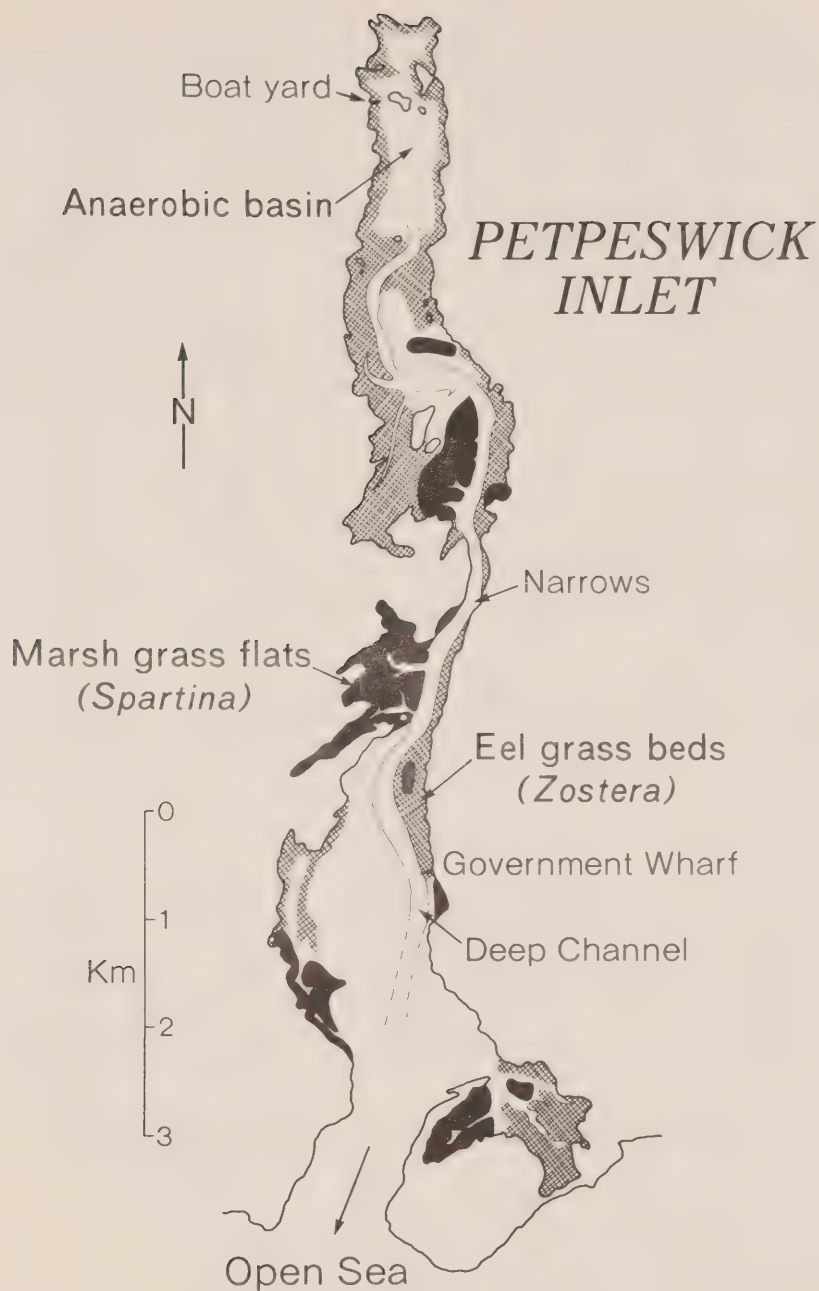 Boat yard
Anaerobic basin
PETPESWICK
INLET
N
Narrows
Marsh grass flats
(Spartina)
Eel grass beds
(Zostera)
0
Government Wharf
1
Deep Channel
Km
2
3
Open Sea